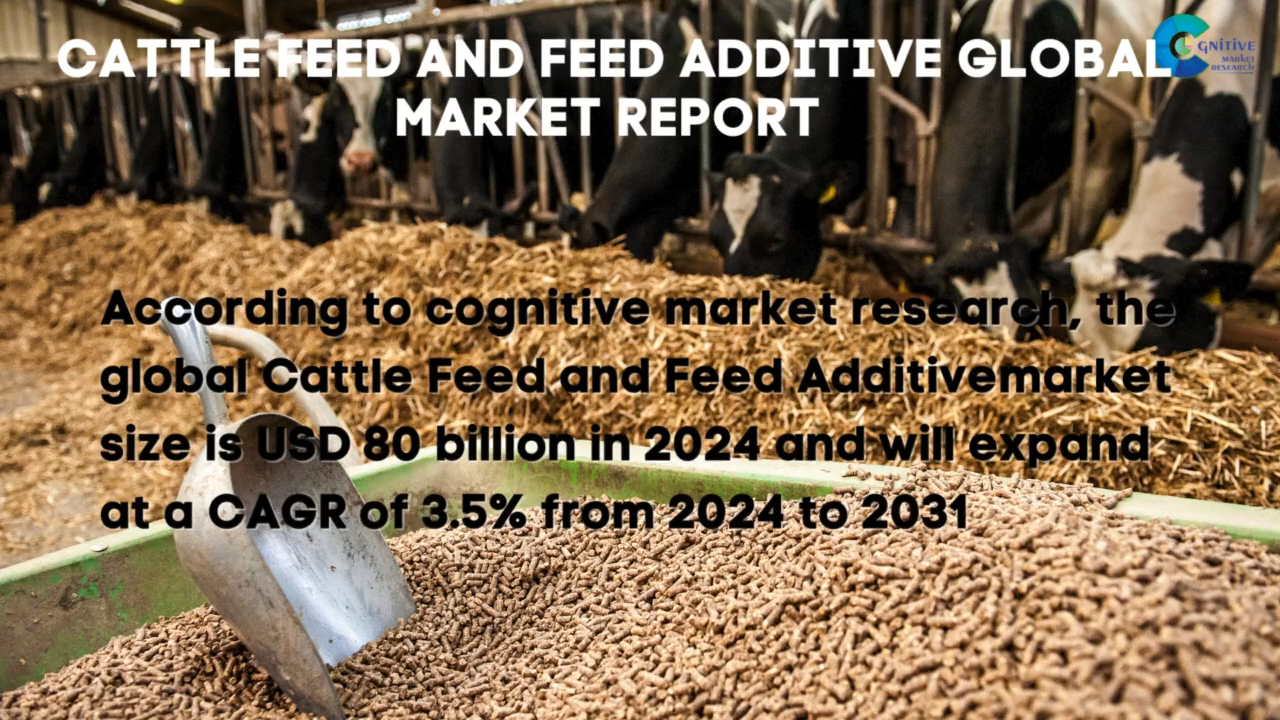 CATTLE FEED AND FEED ADDITIVE GLOBAL
MARKET REPORT
GNITIVE
MARKET
RESEARCH
According to cognitive market research, the
global Cattle Feed and Feed Additivemarket
size is USD 80 billion in 2024 and will expand
at a CAGR of 3.5% from 2024 to 2031